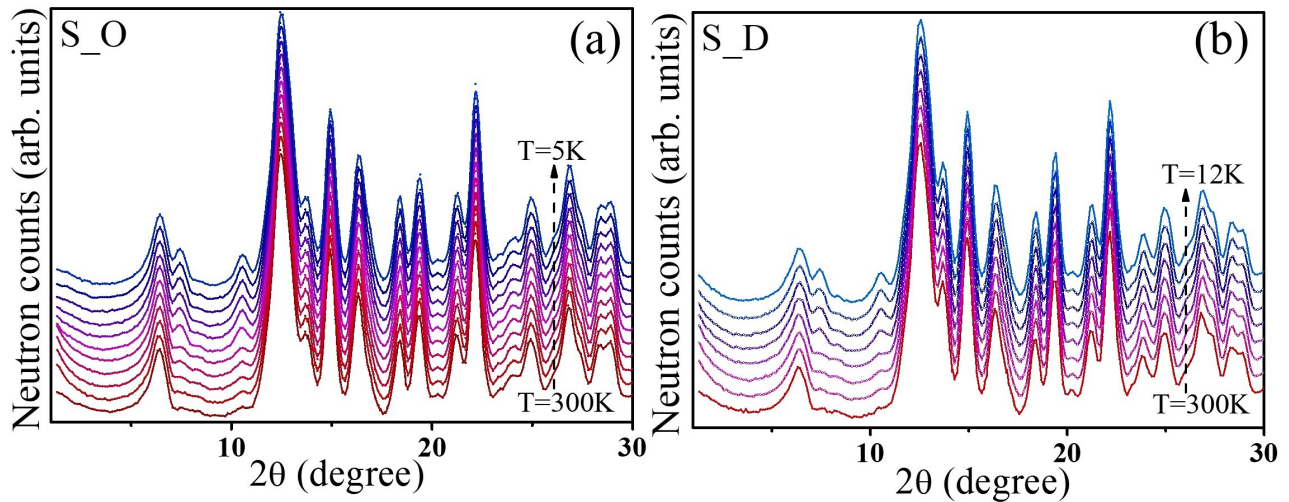 S_O
(a)
Neutron counts (arb. units)
T=5K
T=300K
10
20
30
2θ (degree)
S_D
(b)
Neutron counts (arb. units)
T=12K
T=300K
10
20
30
2θ (degree)